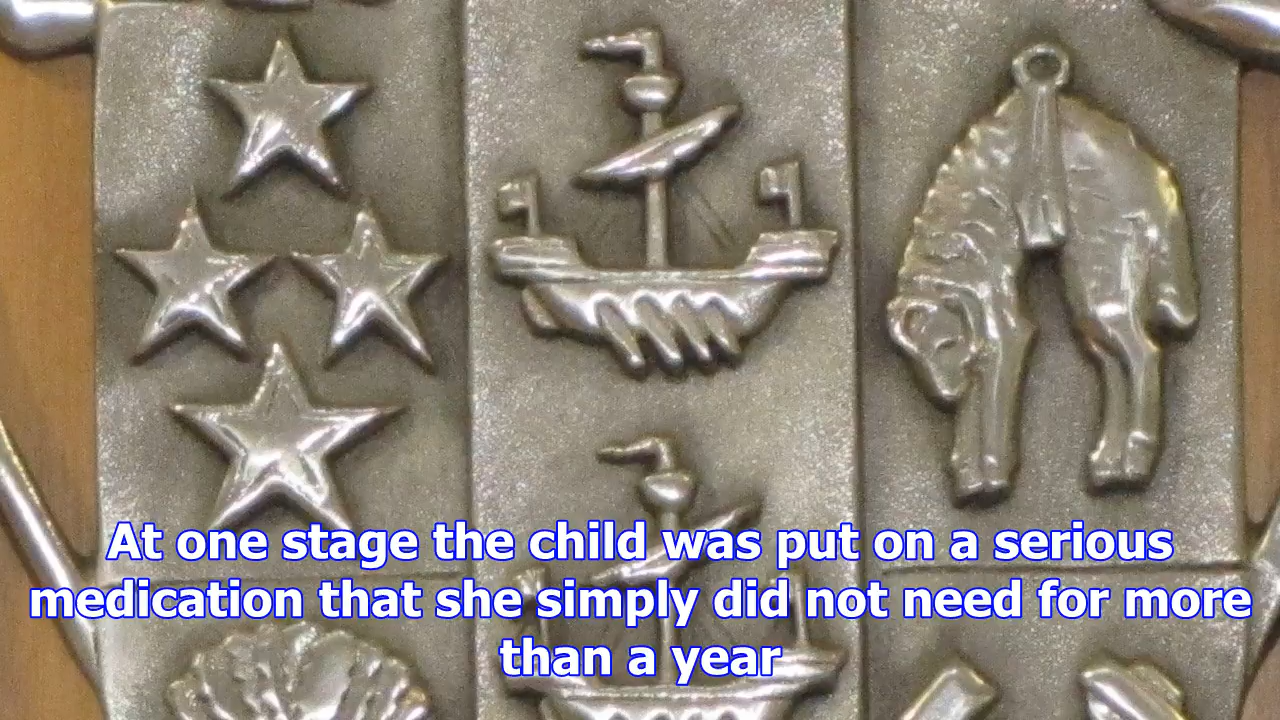 At one stage the child was put on a serious
medication that she simply did not need for more
than a year